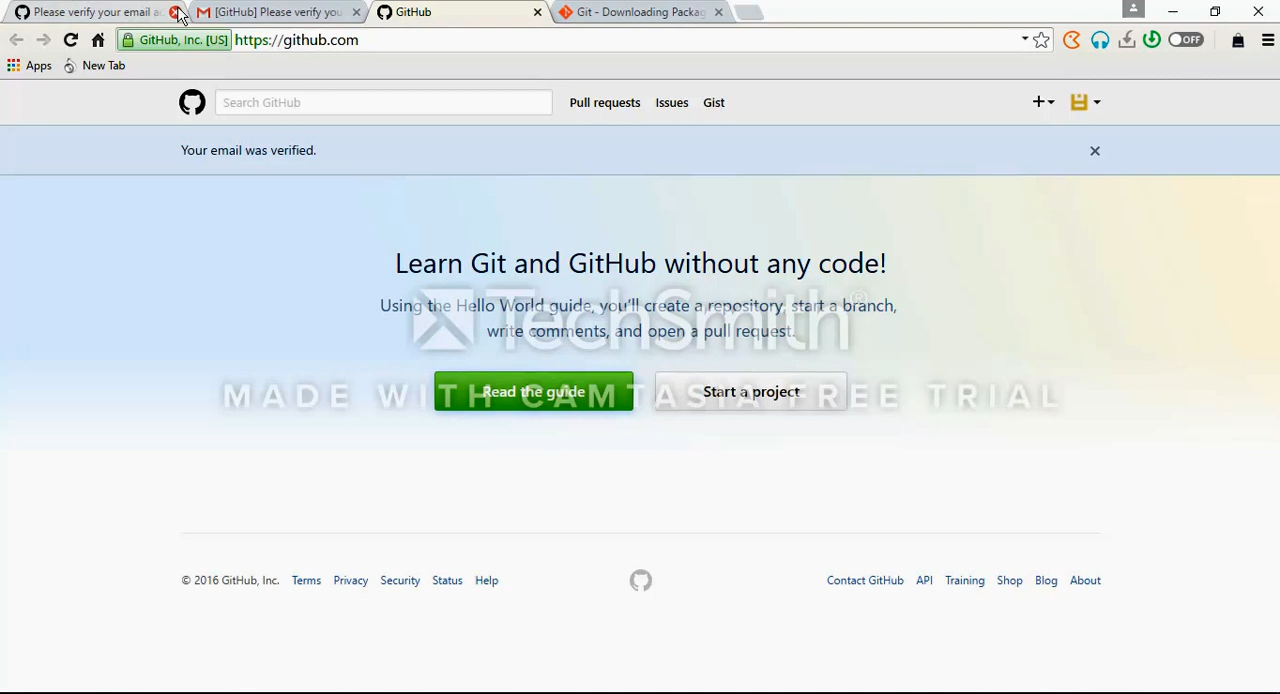 Please verify your email a
[GitHub] Please verify you
GitHub
Git - Downloading Packag
GitHub, Inc. [US]
https://github.com
OFF
Apps
New Tab
Search GitHub
Pull requests
Issues
Gist
Your email was verified.
Learn Git and GitHub without any code!
Using the Hello World guide, you'll create a repository, start a branch,
write comments, and open a pull request.
TechSmith®
Read the guide
Start a project
MADE WITH CAMTASIA FREE TRIAL
© 2016 GitHub, Inc.
Terms
Privacy
Security
Status
Help
Contact GitHub
API
Training
Shop
Blog
About